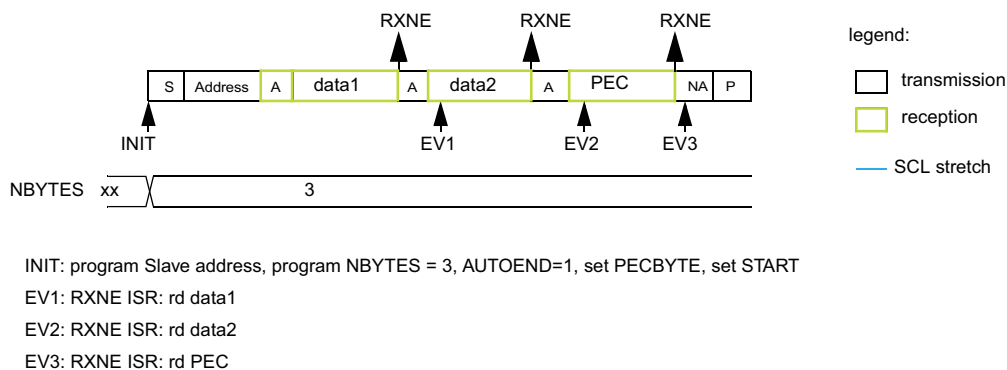 RXNE RXNE RXNE
legend:
S Address A data1 A data2 A PEC NA P
transmission
reception
INIT EV1 EV2 EV3
SCL stretch
NBYTES xx 3
INIT: program Slave address, program NBYTES = 3, AUTOEND=1, set PECBYTE, set START
EV1: RXNE ISR: rd data1
EV2: RXNE ISR: rd data2
EV3: RXNE ISR: rd PEC